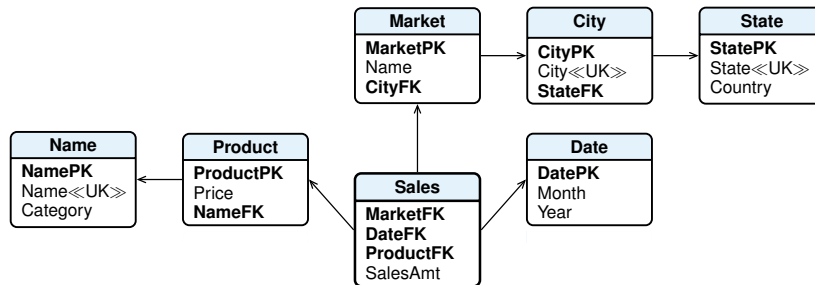 Market
MarketPK
Name
CityFK
City
CityPK
City≪UK≫
StateFK
State
StatePK
State≪UK≫
Country
Name
NamePK
Name≪UK≫
Category
Product
ProductPK
Price
NameFK
Sales
MarketFK
DateFK
ProductFK
SalesAmt
Date
DatePK
Month
Year